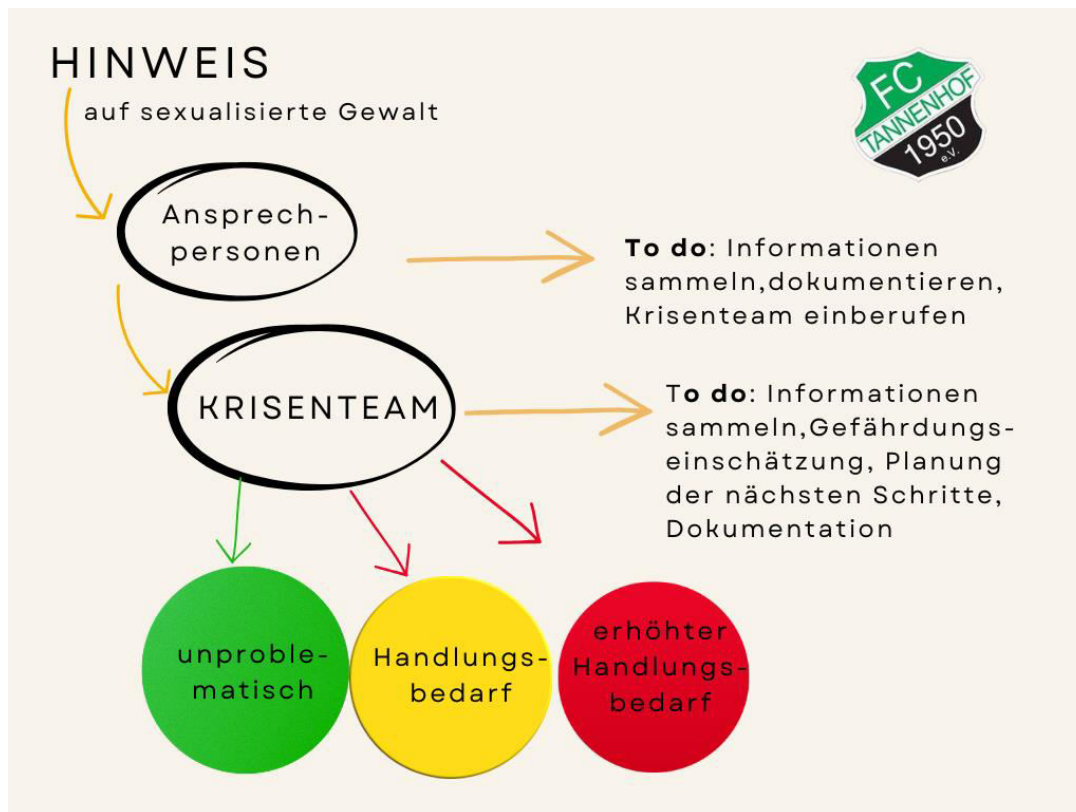 HINWEIS
auf sexualisierte Gewalt
FC
TANNENHOF
1950
e.V.
Ansprech-
personen
To do: Informationen
sammeln,dokumentieren,
Krisenteam einberufen
KRISENTEAM
To do: Informationen
sammeln,Gefährdungs-
einschätzung, Planung
der nächsten Schritte,
Dokumentation
unproble-
matisch
Handlungs-
bedarf
erhöhter
Handlungs-
bedarf